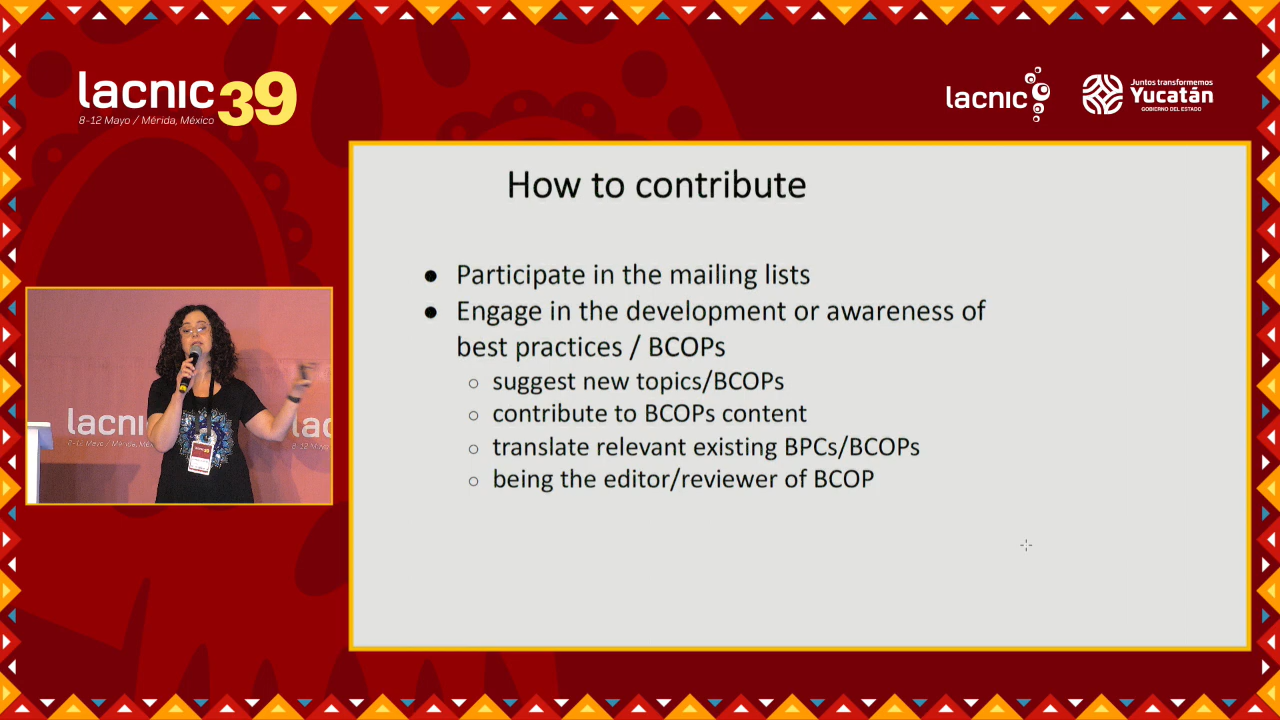 lacnic 39
8-12 Mayo / Mérida, México
lacnic
Juntos transformemos
Yucatán
GOBIERNO DEL ESTADO
How to contribute
● Participate in the mailing lists
● Engage in the development or awareness of
best practices / BCOPs
○ suggest new topics/BCOPs
○ contribute to BCOPs content
○ translate relevant existing BPCs/BCOPs
○ being the editor/reviewer of BCOP
lacni
lac